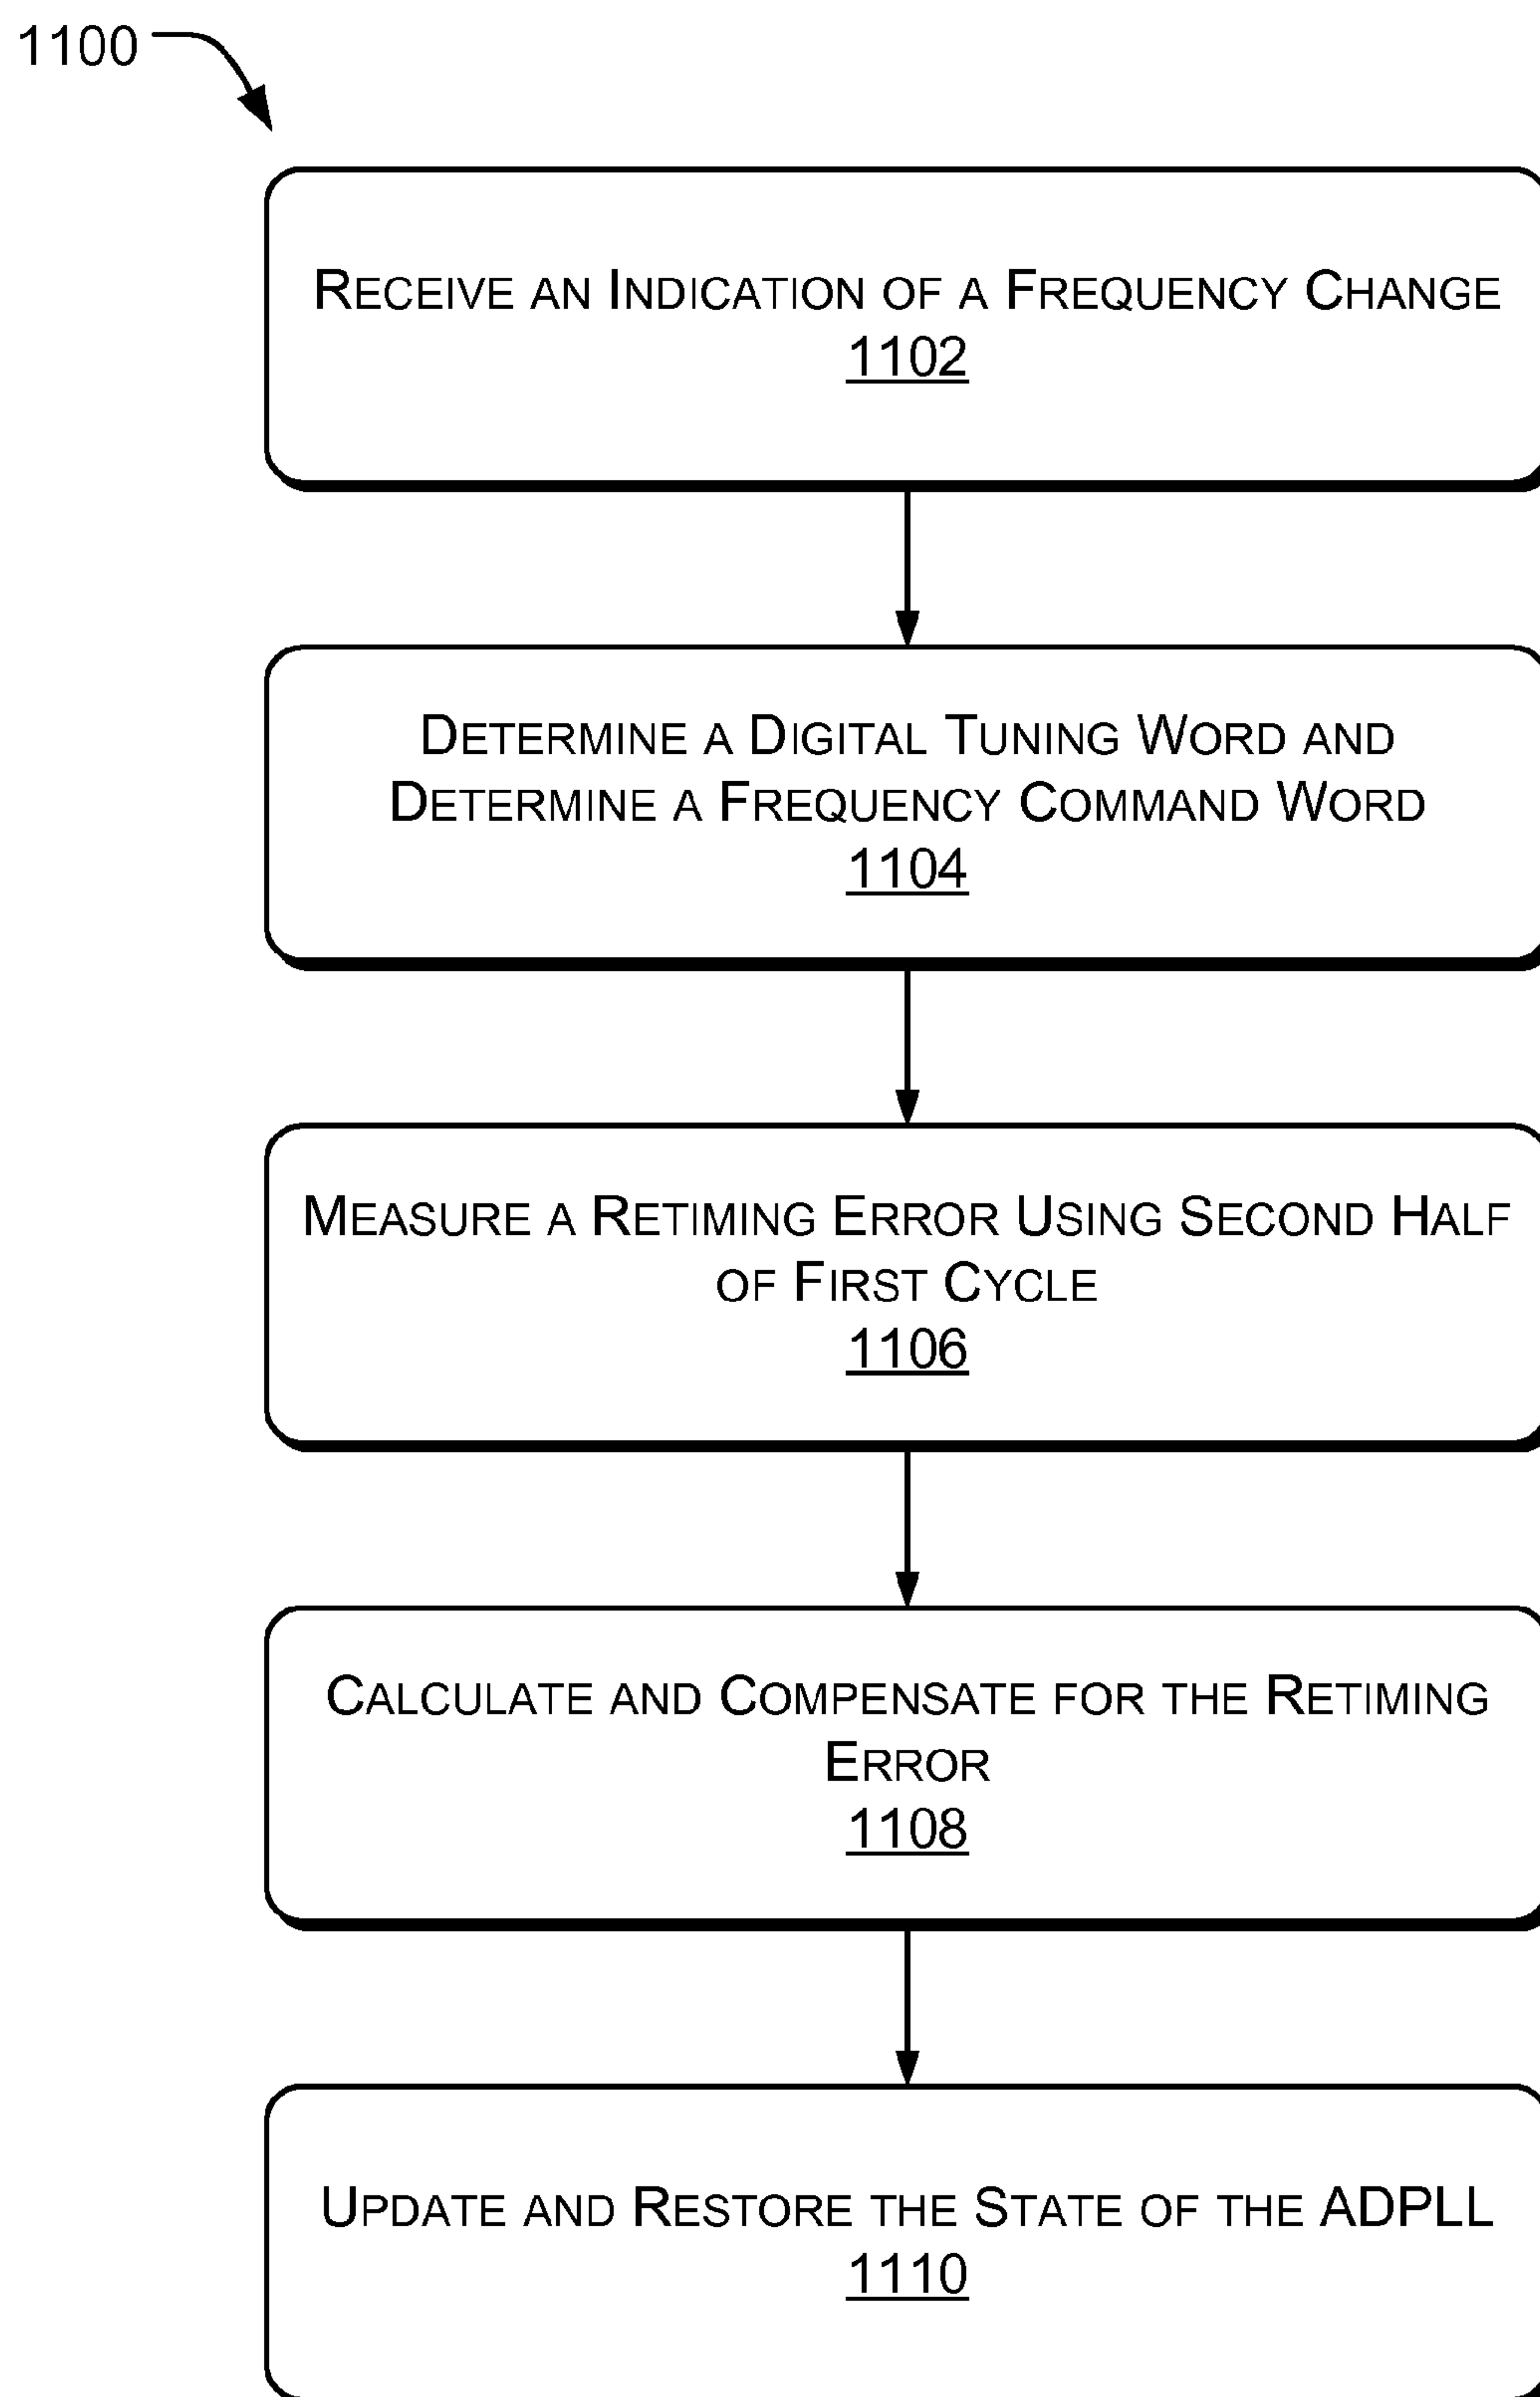 1100
RECEIVE AN INDICATION OF A FREQUENCY CHANGE
1102
DETERMINE A DIGITAL TUNING WORD AND
DETERMINE A FREQUENCY COMMAND WORD
1104
MEASURE A RETIMING ERROR USING SECOND HALF
OF FIRST CYCLE
1106
CALCULATE AND COMPENSATE FOR THE RETIMING
ERROR
1108
UPDATE AND RESTORE THE STATE OF THE ADPLL
1110